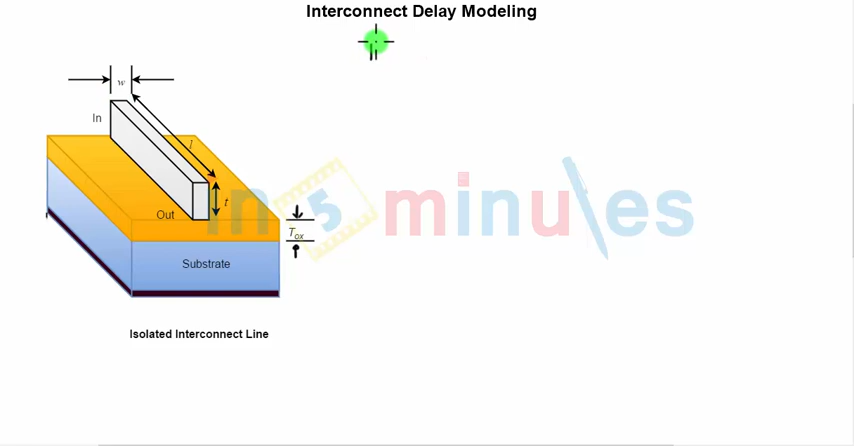 Interconnect Delay Modeling
w
In
l
t
Out
in 5 minutes
Tox
Substrate
Isolated Interconnect Line